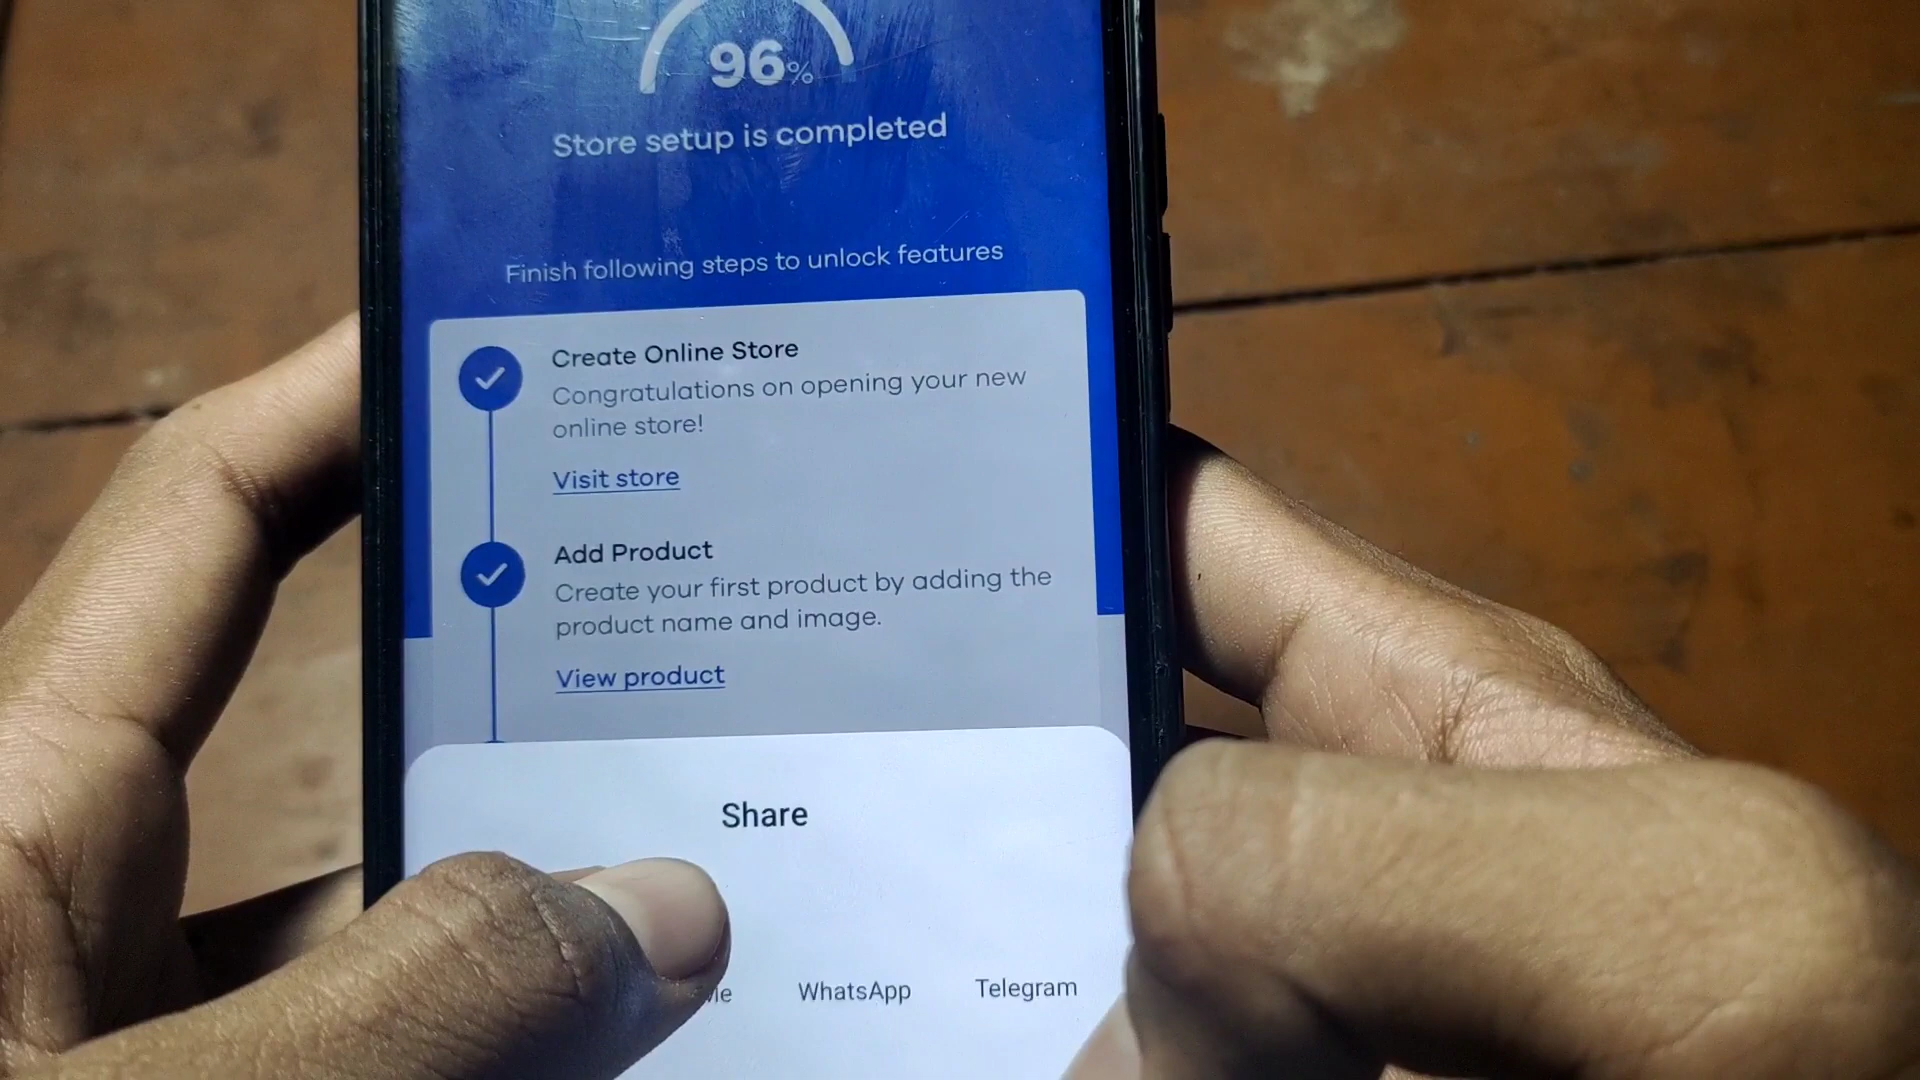 96%
Store setup is completed
Finish following steps to unlock features
Create Online Store
Congratulations on opening your new
online store!
Visit store
Add Product
Create your first product by adding the
product name and image.
View product
Share
WhatsApp Telegram